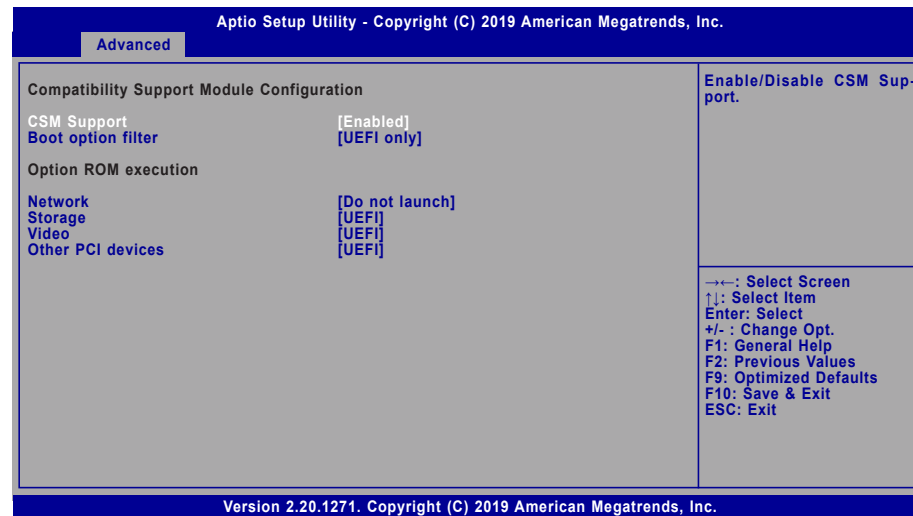 Aptio Setup Utility - Copyright (C) 2019 American Megatrends, Inc.
Advanced
Compatibility Support Module Configuration
CSM Support [Enabled]
Boot option filter [UEFI only]
Option ROM execution
Network [Do not launch]
Storage [UEFI]
Video [UEFI]
Other PCI devices [UEFI]
Enable/Disable CSM Sup-
port.
→←: Select Screen
↑↓: Select Item
Enter: Select
+/- : Change Opt.
F1: General Help
F2: Previous Values
F9: Optimized Defaults
F10: Save & Exit
ESC: Exit
Version 2.20.1271. Copyright (C) 2019 American Megatrends, Inc.